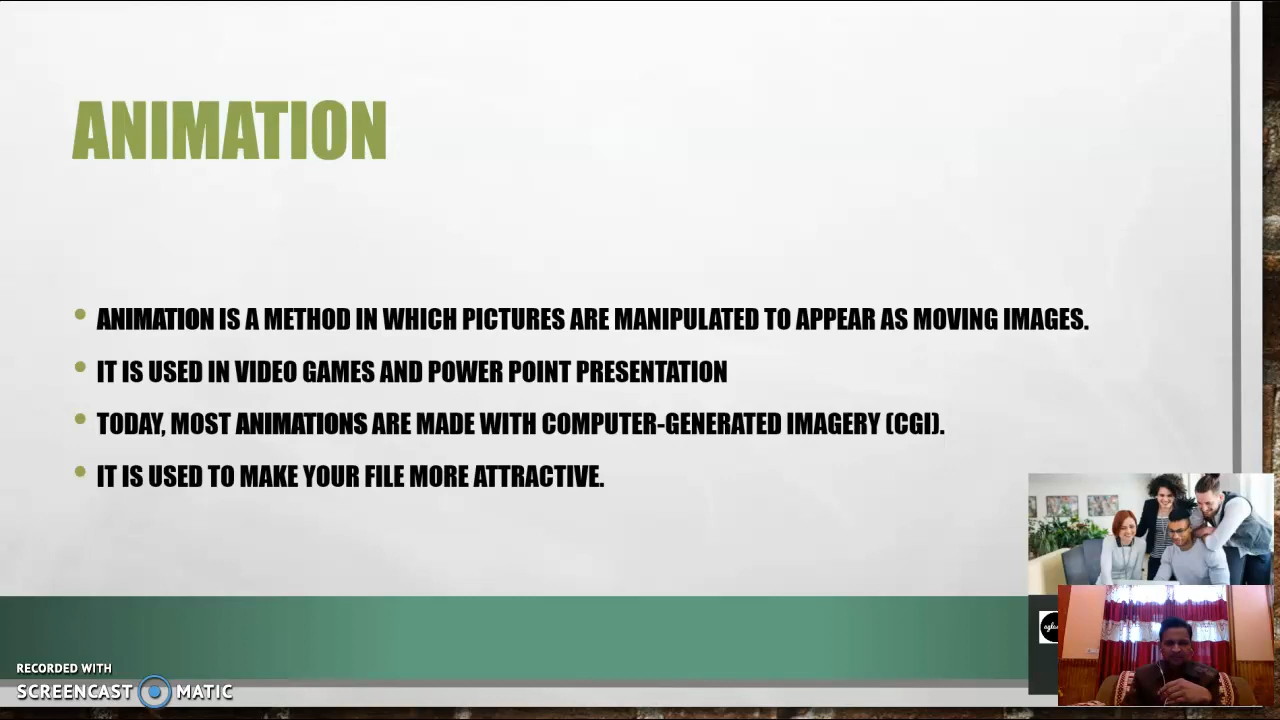 ANIMATION
ANIMATION IS A METHOD IN WHICH PICTURES ARE MANIPULATED TO APPEAR AS MOVING IMAGES.
IT IS USED IN VIDEO GAMES AND POWER POINT PRESENTATION
TODAY, MOST ANIMATIONS ARE MADE WITH COMPUTER-GENERATED IMAGERY (CGI).
IT IS USED TO MAKE YOUR FILE MORE ATTRACTIVE.
RECORDED WITH
SCREENCAST MATIC